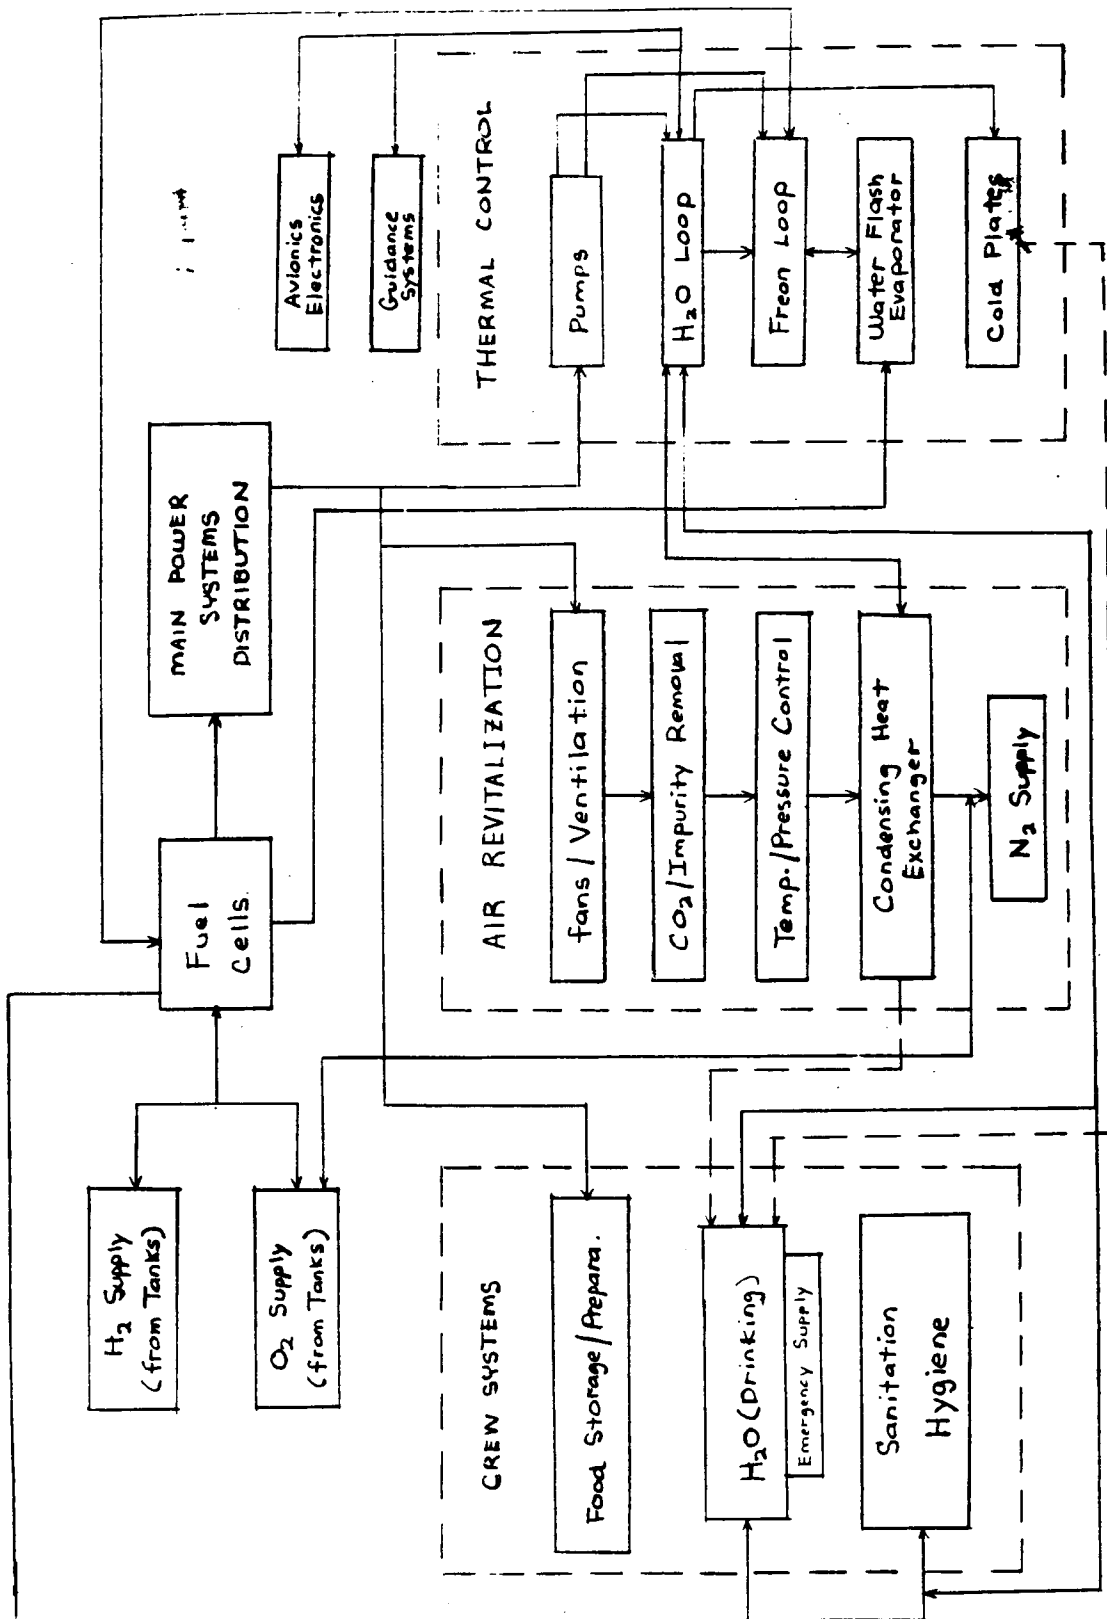 H₂ Supply
(from Tanks)
O₂ Supply
(from Tanks)
Fuel
Cells
MAIN POWER
SYSTEMS
DISTRIBUTION
Avionics
Electronics
Guidance
Systems
CREW SYSTEMS
Food Storage/Prepara.
H₂O (Drinking)
Emergency Supply
Sanitation
Hygiene
AIR REVITALIZATION
fans/Ventilation
CO₂/Impurity Removal
Temp./Pressure Control
Condensing Heat
Exchanger
N₂ Supply
THERMAL CONTROL
Pumps
H₂O Loop
Freon Loop
Water Flash
Evaporator
Cold Plates